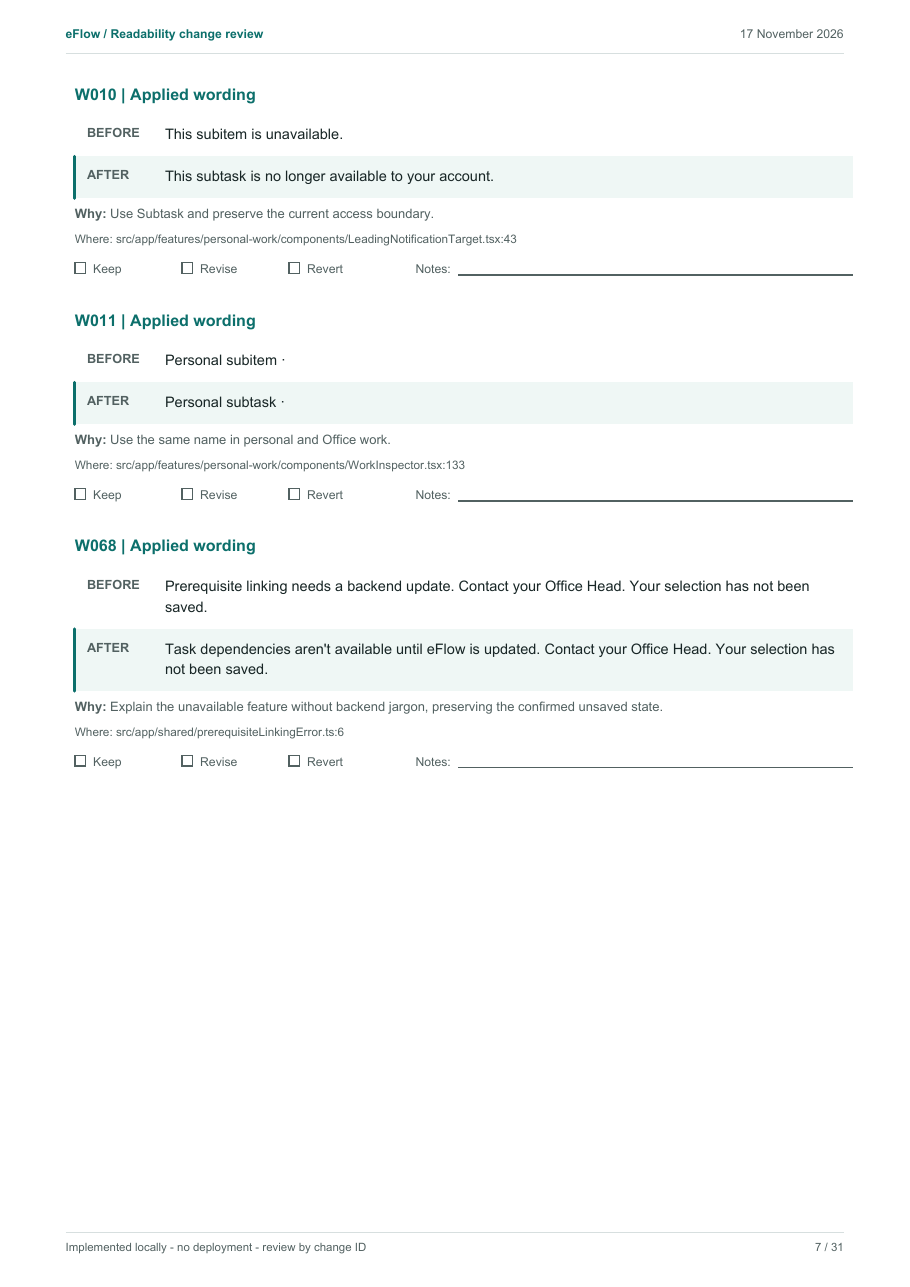 eFlow / Readability change review 17 November 2026
W010 | Applied wording
BEFORE This subitem is unavailable.
AFTER This subtask is no longer available to your account.
Why: Use Subtask and preserve the current access boundary.
Where: src/app/features/personal-work/components/LeadingNotificationTarget.tsx:43
Keep Revise Revert Notes:
W011 | Applied wording
BEFORE Personal subitem ·
AFTER Personal subtask ·
Why: Use the same name in personal and Office work.
Where: src/app/features/personal-work/components/WorkInspector.tsx:133
Keep Revise Revert Notes:
W068 | Applied wording
BEFORE Prerequisite linking needs a backend update. Contact your Office Head. Your selection has not been
saved.
AFTER Task dependencies aren't available until eFlow is updated. Contact your Office Head. Your selection has
not been saved.
Why: Explain the unavailable feature without backend jargon, preserving the confirmed unsaved state.
Where: src/app/shared/prerequisiteLinkingError.ts:6
Keep Revise Revert Notes:
Implemented locally - no deployment - review by change ID 7 / 31